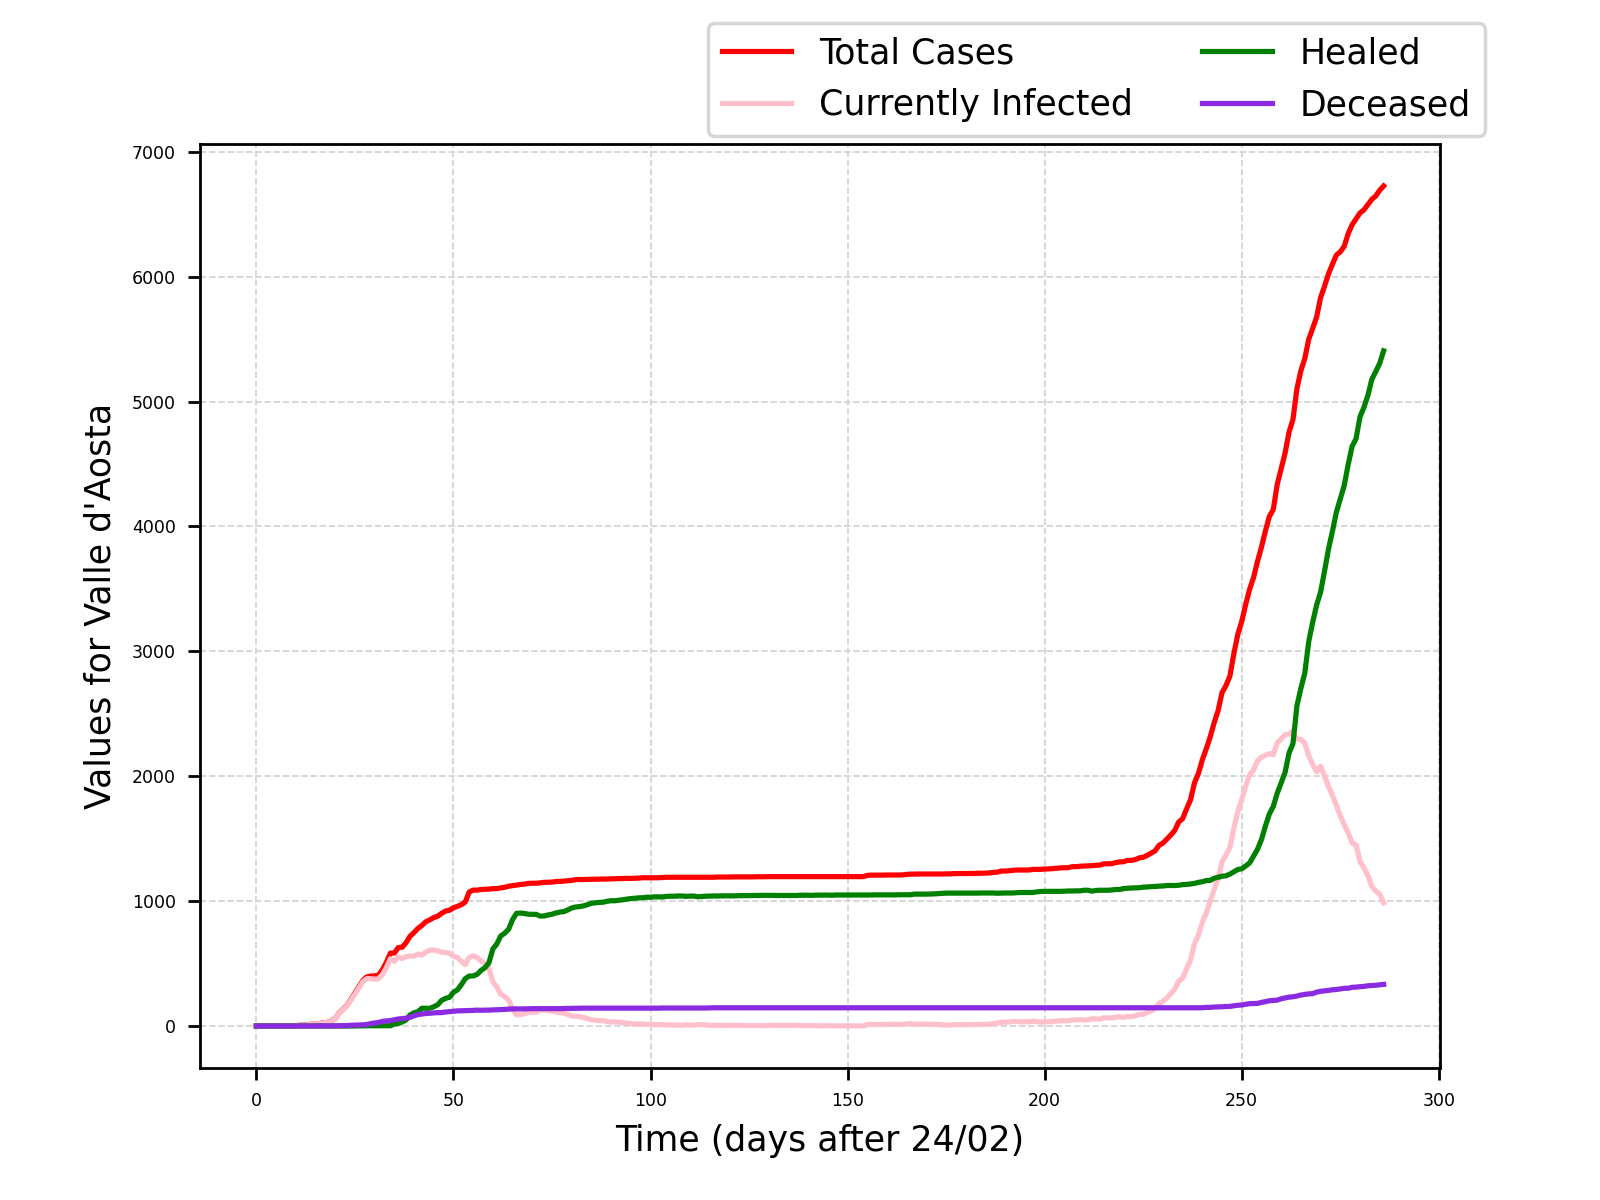 Total Cases
Currently Infected
Healed
Deceased
7000
6000
5000
4000
3000
2000
1000
0
Values for Valle d'Aosta
0 50 100 150 200 250 300
Time (days after 24/02)